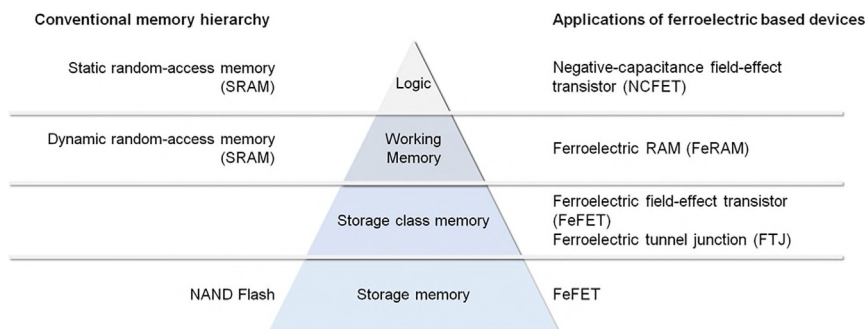 Conventional memory hierarchy
Applications of ferroelectric based devices
Static random-access memory
(SRAM)
Logic
Negative-capacitance field-effect
transistor (NCFET)
Dynamic random-access memory
(SRAM)
Working
Memory
Ferroelectric RAM (FeRAM)
Storage class memory
Ferroelectric field-effect transistor
(FeFET)
Ferroelectric tunnel junction (FTJ)
NAND Flash
Storage memory
FeFET